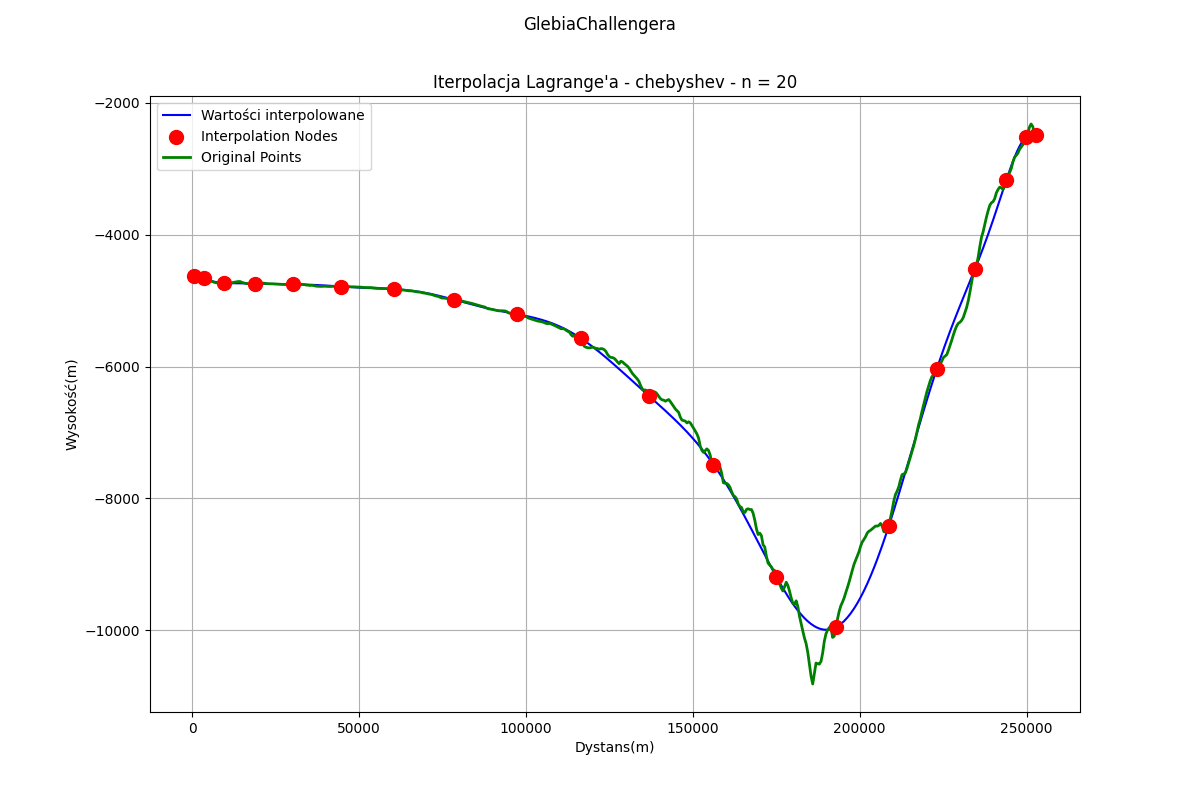 GlebiaChallengera
Iterpolacja Lagrange'a - chebyshev - n = 20
Wartości interpolowane
Interpolation Nodes
Original Points
Wysokość(m)
−2000
−4000
−6000
−8000
−10000
0
50000
100000
150000
200000
250000
Dystans(m)